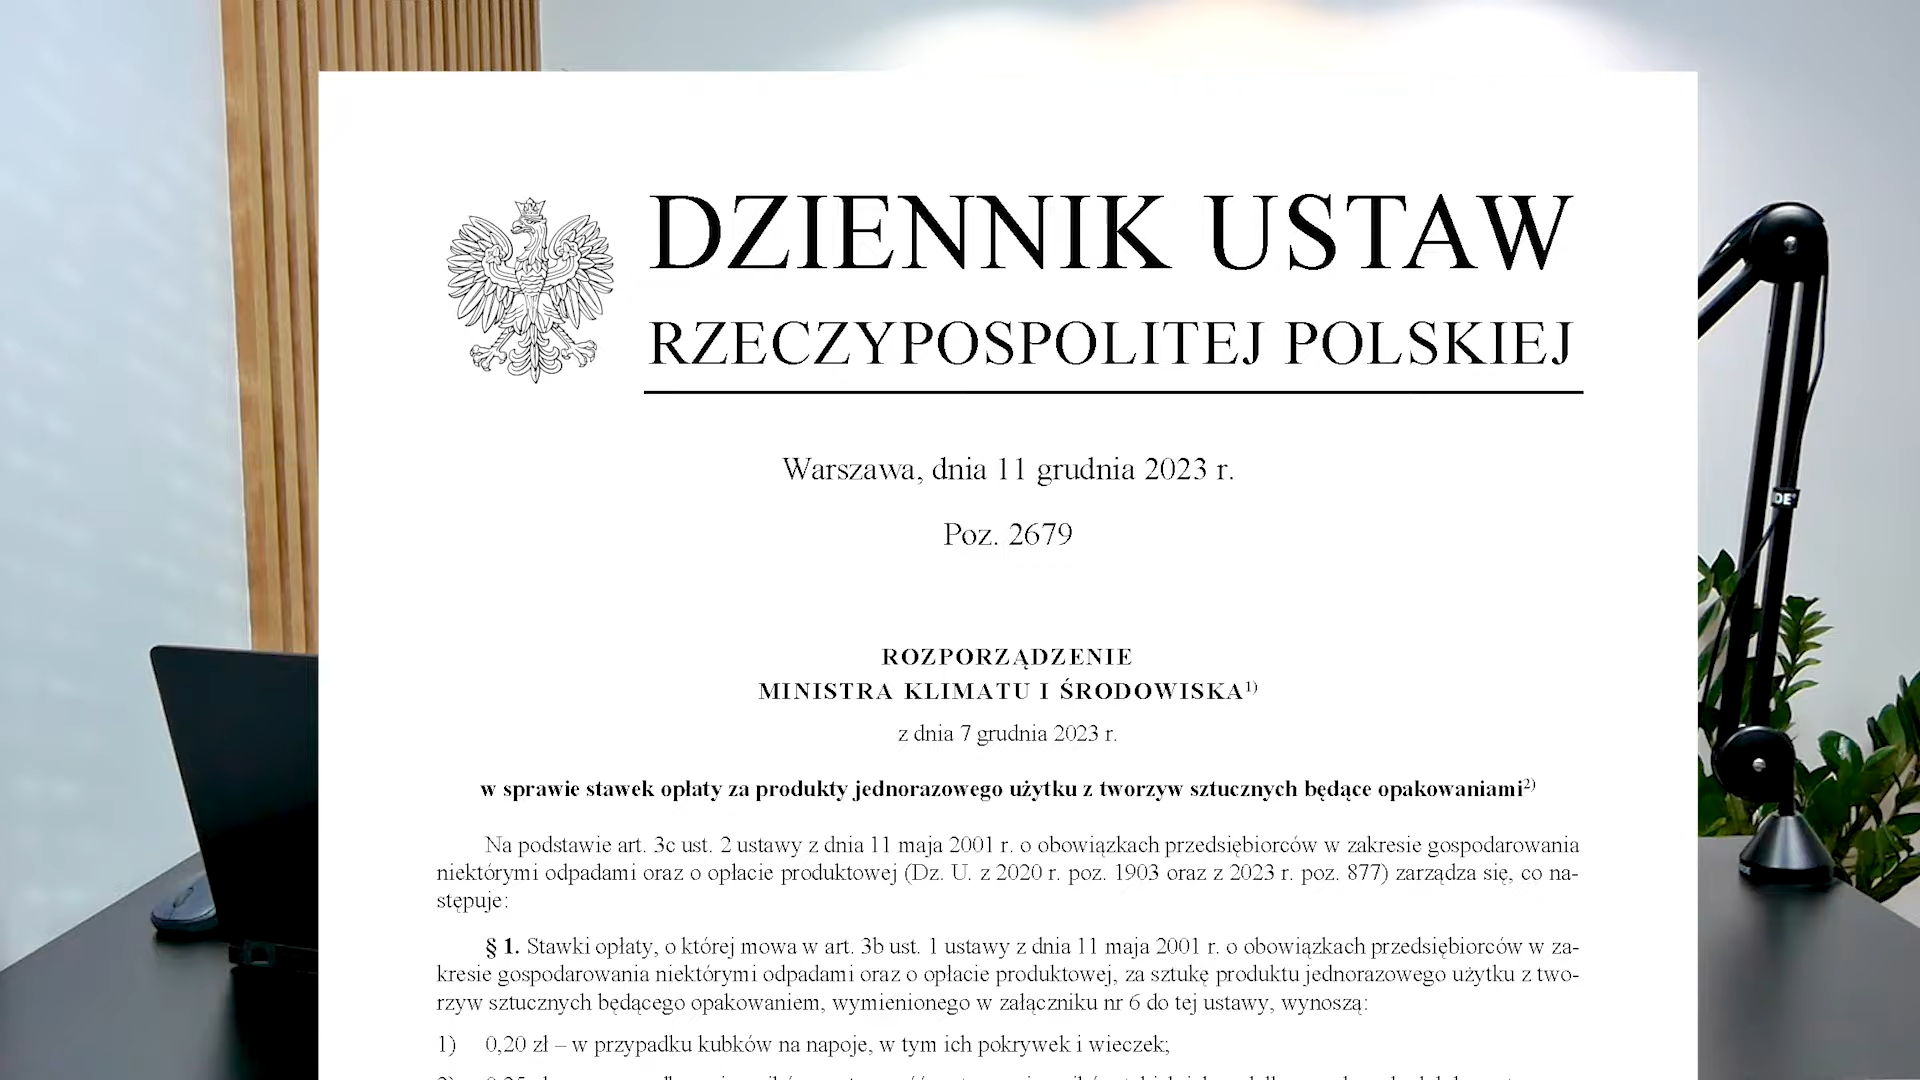 DZIENNIK USTAW
RZECZYPOSPOLITEJ POLSKIEJ
Warszawa, dnia 11 grudnia 2023 r.
Poz. 2679
ROZPORZĄDZENIE
MINISTRA KLIMATU I ŚRODOWISKA¹⁾
z dnia 7 grudnia 2023 r.
w sprawie stawek opłaty za produkty jednorazowego użytku z tworzyw sztucznych będące opakowaniami²⁾
Na podstawie art. 3c ust. 2 ustawy z dnia 11 maja 2001 r. o obowiązkach przedsiębiorców w zakresie gospodarowania
niektórymi odpadami oraz o opłacie produktowej (Dz. U. z 2020 r. poz. 1903 oraz z 2023 r. poz. 877) zarządza się, co na-
stępuje:
§ 1. Stawki opłaty, o której mowa w art. 3b ust. 1 ustawy z dnia 11 maja 2001 r. o obowiązkach przedsiębiorców w za-
kresie gospodarowania niektórymi odpadami oraz o opłacie produktowej, za sztukę produktu jednorazowego użytku z two-
rzyw sztucznych będącego opakowaniem, wymienionego w załączniku nr 6 do tej ustawy, wynoszą:
1) 0,20 zł – w przypadku kubków na napoje, w tym ich pokrywek i wieczek;